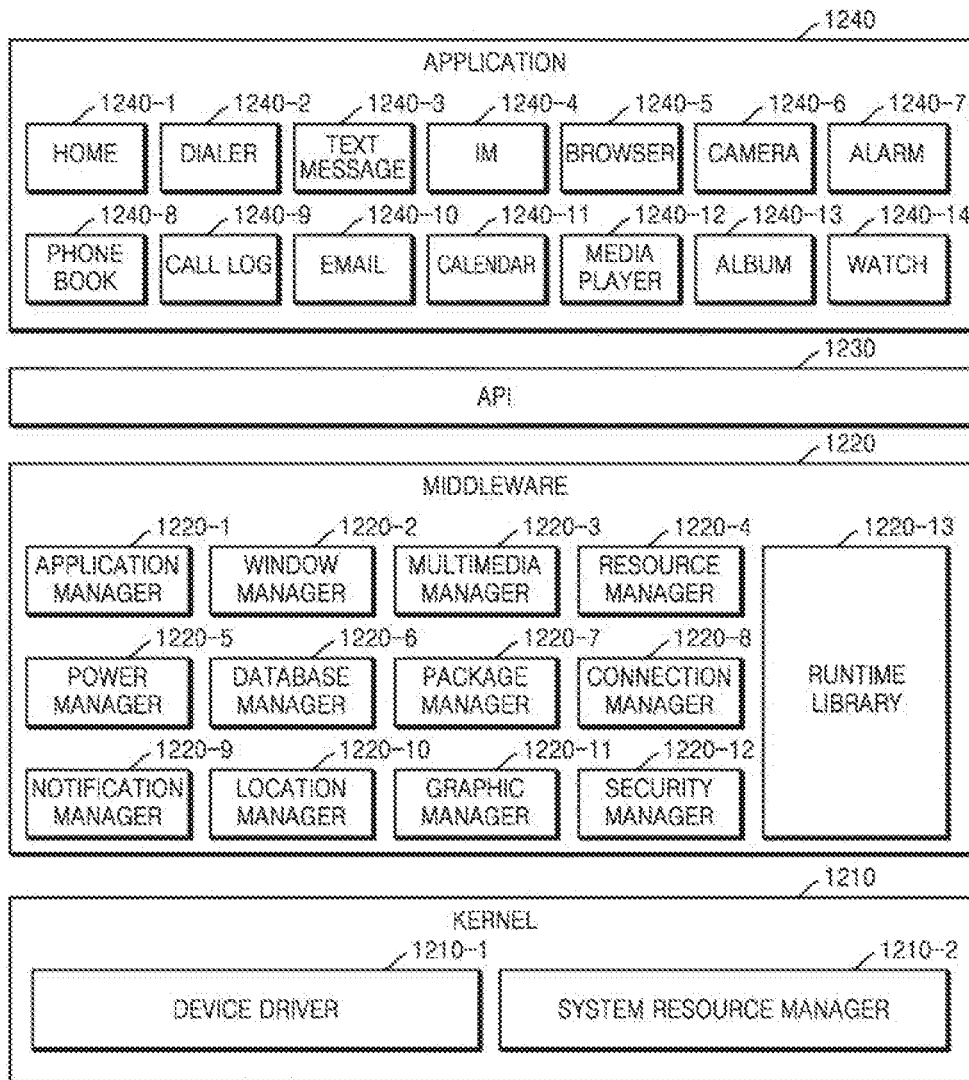 1240
APPLICATION
1240-1 1240-2 1240-3 1240-4 1240-5 1240-6 1240-7
HOME DIALER TEXT MESSAGE IM BROWSER CAMERA ALARM
1240-8 1240-9 1240-10 1240-11 1240-12 1240-13 1240-14
PHONE BOOK CALL LOG EMAIL CALENDAR MEDIA PLAYER ALBUM WATCH
1230
API
1220
MIDDLEWARE
1220-1 1220-2 1220-3 1220-4 1220-13
APPLICATION MANAGER WINDOW MANAGER MULTIMEDIA MANAGER RESOURCE MANAGER
1220-5 1220-6 1220-7 1220-8
POWER MANAGER DATABASE MANAGER PACKAGE MANAGER CONNECTION MANAGER RUNTIME LIBRARY
1220-9 1220-10 1220-11 1220-12
NOTIFICATION MANAGER LOCATION MANAGER GRAPHIC MANAGER SECURITY MANAGER
1210
KERNEL
1210-1 1210-2
DEVICE DRIVER SYSTEM RESOURCE MANAGER